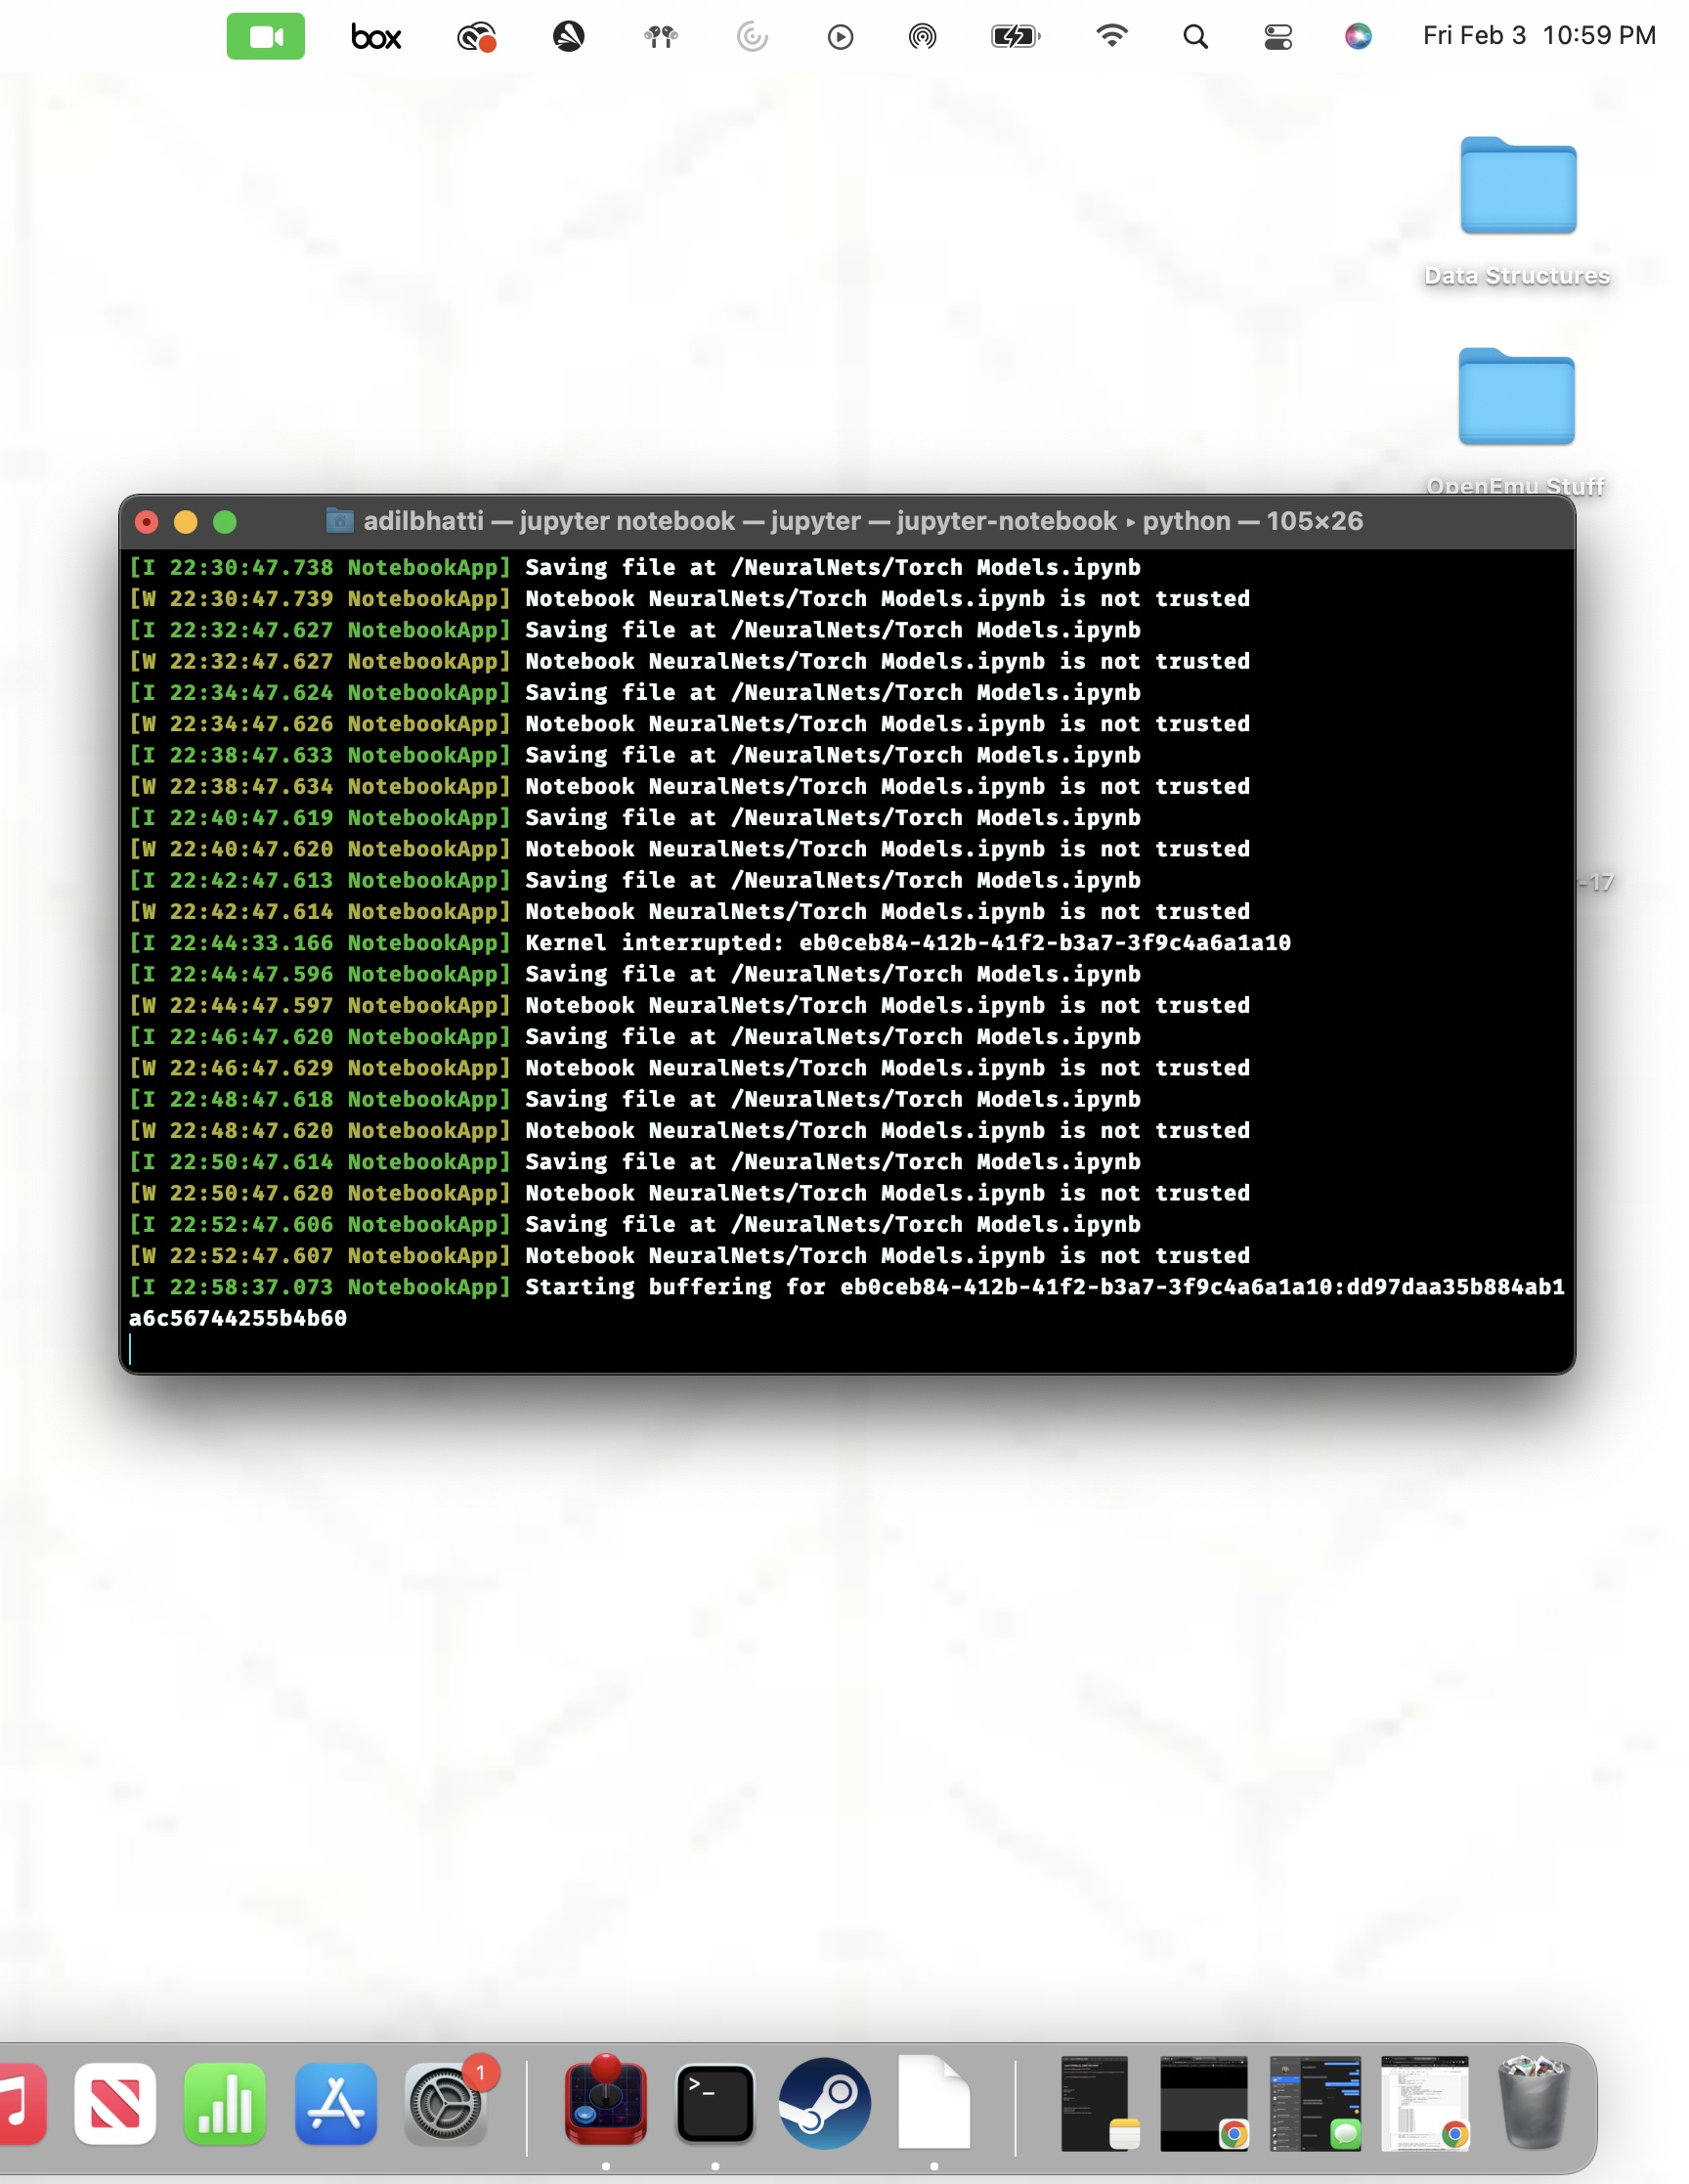 box
Fri Feb 3 10:59 PM
Data Structures
OpenEmu Stuff
adilbhatti — jupyter notebook — jupyter — jupyter-notebook ▸ python — 105×26
[I 22:30:47.738 NotebookApp] Saving file at /NeuralNets/Torch Models.ipynb
[W 22:30:47.739 NotebookApp] Notebook NeuralNets/Torch Models.ipynb is not trusted
[I 22:32:47.627 NotebookApp] Saving file at /NeuralNets/Torch Models.ipynb
[W 22:32:47.627 NotebookApp] Notebook NeuralNets/Torch Models.ipynb is not trusted
[I 22:34:47.624 NotebookApp] Saving file at /NeuralNets/Torch Models.ipynb
[W 22:34:47.626 NotebookApp] Notebook NeuralNets/Torch Models.ipynb is not trusted
[I 22:38:47.633 NotebookApp] Saving file at /NeuralNets/Torch Models.ipynb
[W 22:38:47.634 NotebookApp] Notebook NeuralNets/Torch Models.ipynb is not trusted
[I 22:40:47.619 NotebookApp] Saving file at /NeuralNets/Torch Models.ipynb
[W 22:40:47.620 NotebookApp] Notebook NeuralNets/Torch Models.ipynb is not trusted
[I 22:42:47.613 NotebookApp] Saving file at /NeuralNets/Torch Models.ipynb
[W 22:42:47.614 NotebookApp] Notebook NeuralNets/Torch Models.ipynb is not trusted
[I 22:44:33.166 NotebookApp] Kernel interrupted: eb0ceb84-412b-41f2-b3a7-3f9c4a6a1a10
[I 22:44:47.596 NotebookApp] Saving file at /NeuralNets/Torch Models.ipynb
[W 22:44:47.597 NotebookApp] Notebook NeuralNets/Torch Models.ipynb is not trusted
[I 22:46:47.620 NotebookApp] Saving file at /NeuralNets/Torch Models.ipynb
[W 22:46:47.629 NotebookApp] Notebook NeuralNets/Torch Models.ipynb is not trusted
[I 22:48:47.618 NotebookApp] Saving file at /NeuralNets/Torch Models.ipynb
[W 22:48:47.620 NotebookApp] Notebook NeuralNets/Torch Models.ipynb is not trusted
[I 22:50:47.614 NotebookApp] Saving file at /NeuralNets/Torch Models.ipynb
[W 22:50:47.620 NotebookApp] Notebook NeuralNets/Torch Models.ipynb is not trusted
[I 22:52:47.606 NotebookApp] Saving file at /NeuralNets/Torch Models.ipynb
[W 22:52:47.607 NotebookApp] Notebook NeuralNets/Torch Models.ipynb is not trusted
[I 22:58:37.073 NotebookApp] Starting buffering for eb0ceb84-412b-41f2-b3a7-3f9c4a6a1a10:dd97daa35b884ab1
a6c56744255b4b60
-17
1
>_